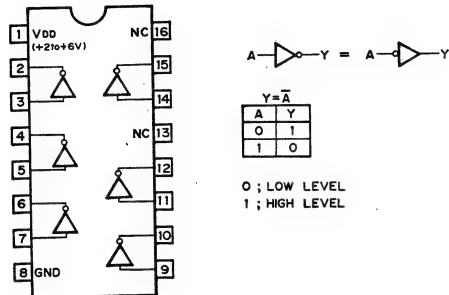 1 VDD NC 16
(+2to+6V)
2 15
3 14
4 NC 13
5 12
6 11
7 10
8 GND 9
A Y = A Y
Y=A̅
A Y
0 1
1 0
0 ; LOW LEVEL
1 ; HIGH LEVEL